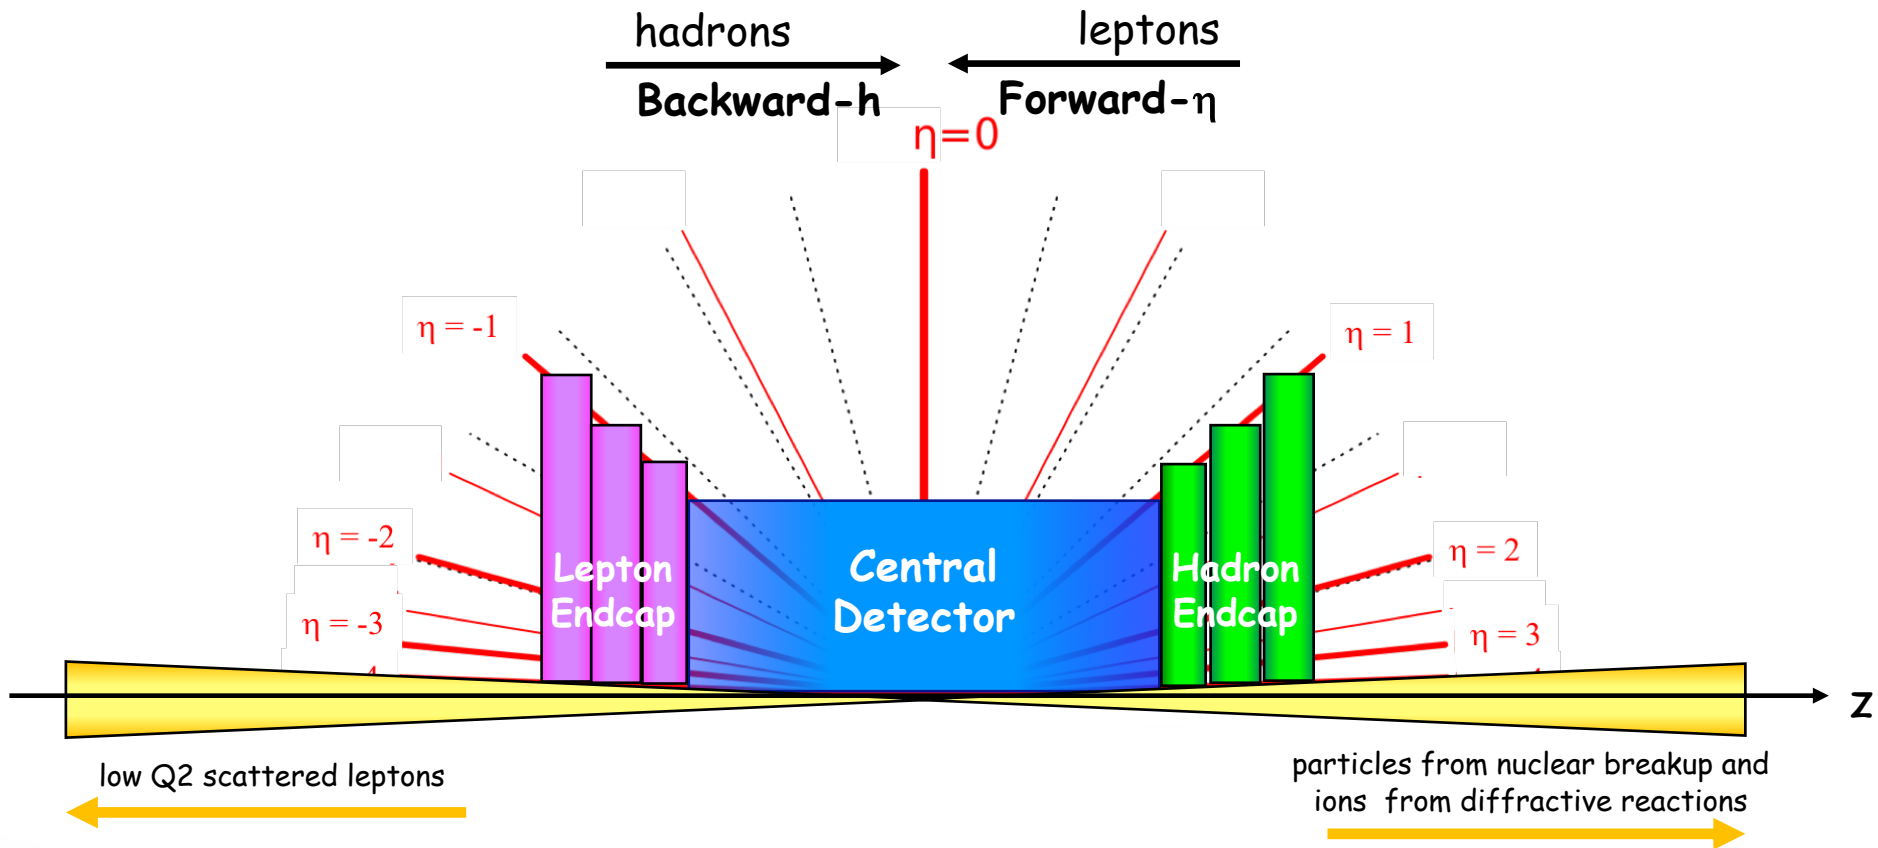 hadrons
leptons
Backward-h
Forward-η
η=0
η = -1
η = 1
η = -2
η = 2
η = -3
η = 3
Lepton
Endcap
Central
Detector
Hadron
Endcap
z
low Q2 scattered leptons
particles from nuclear breakup and
ions from diffractive reactions